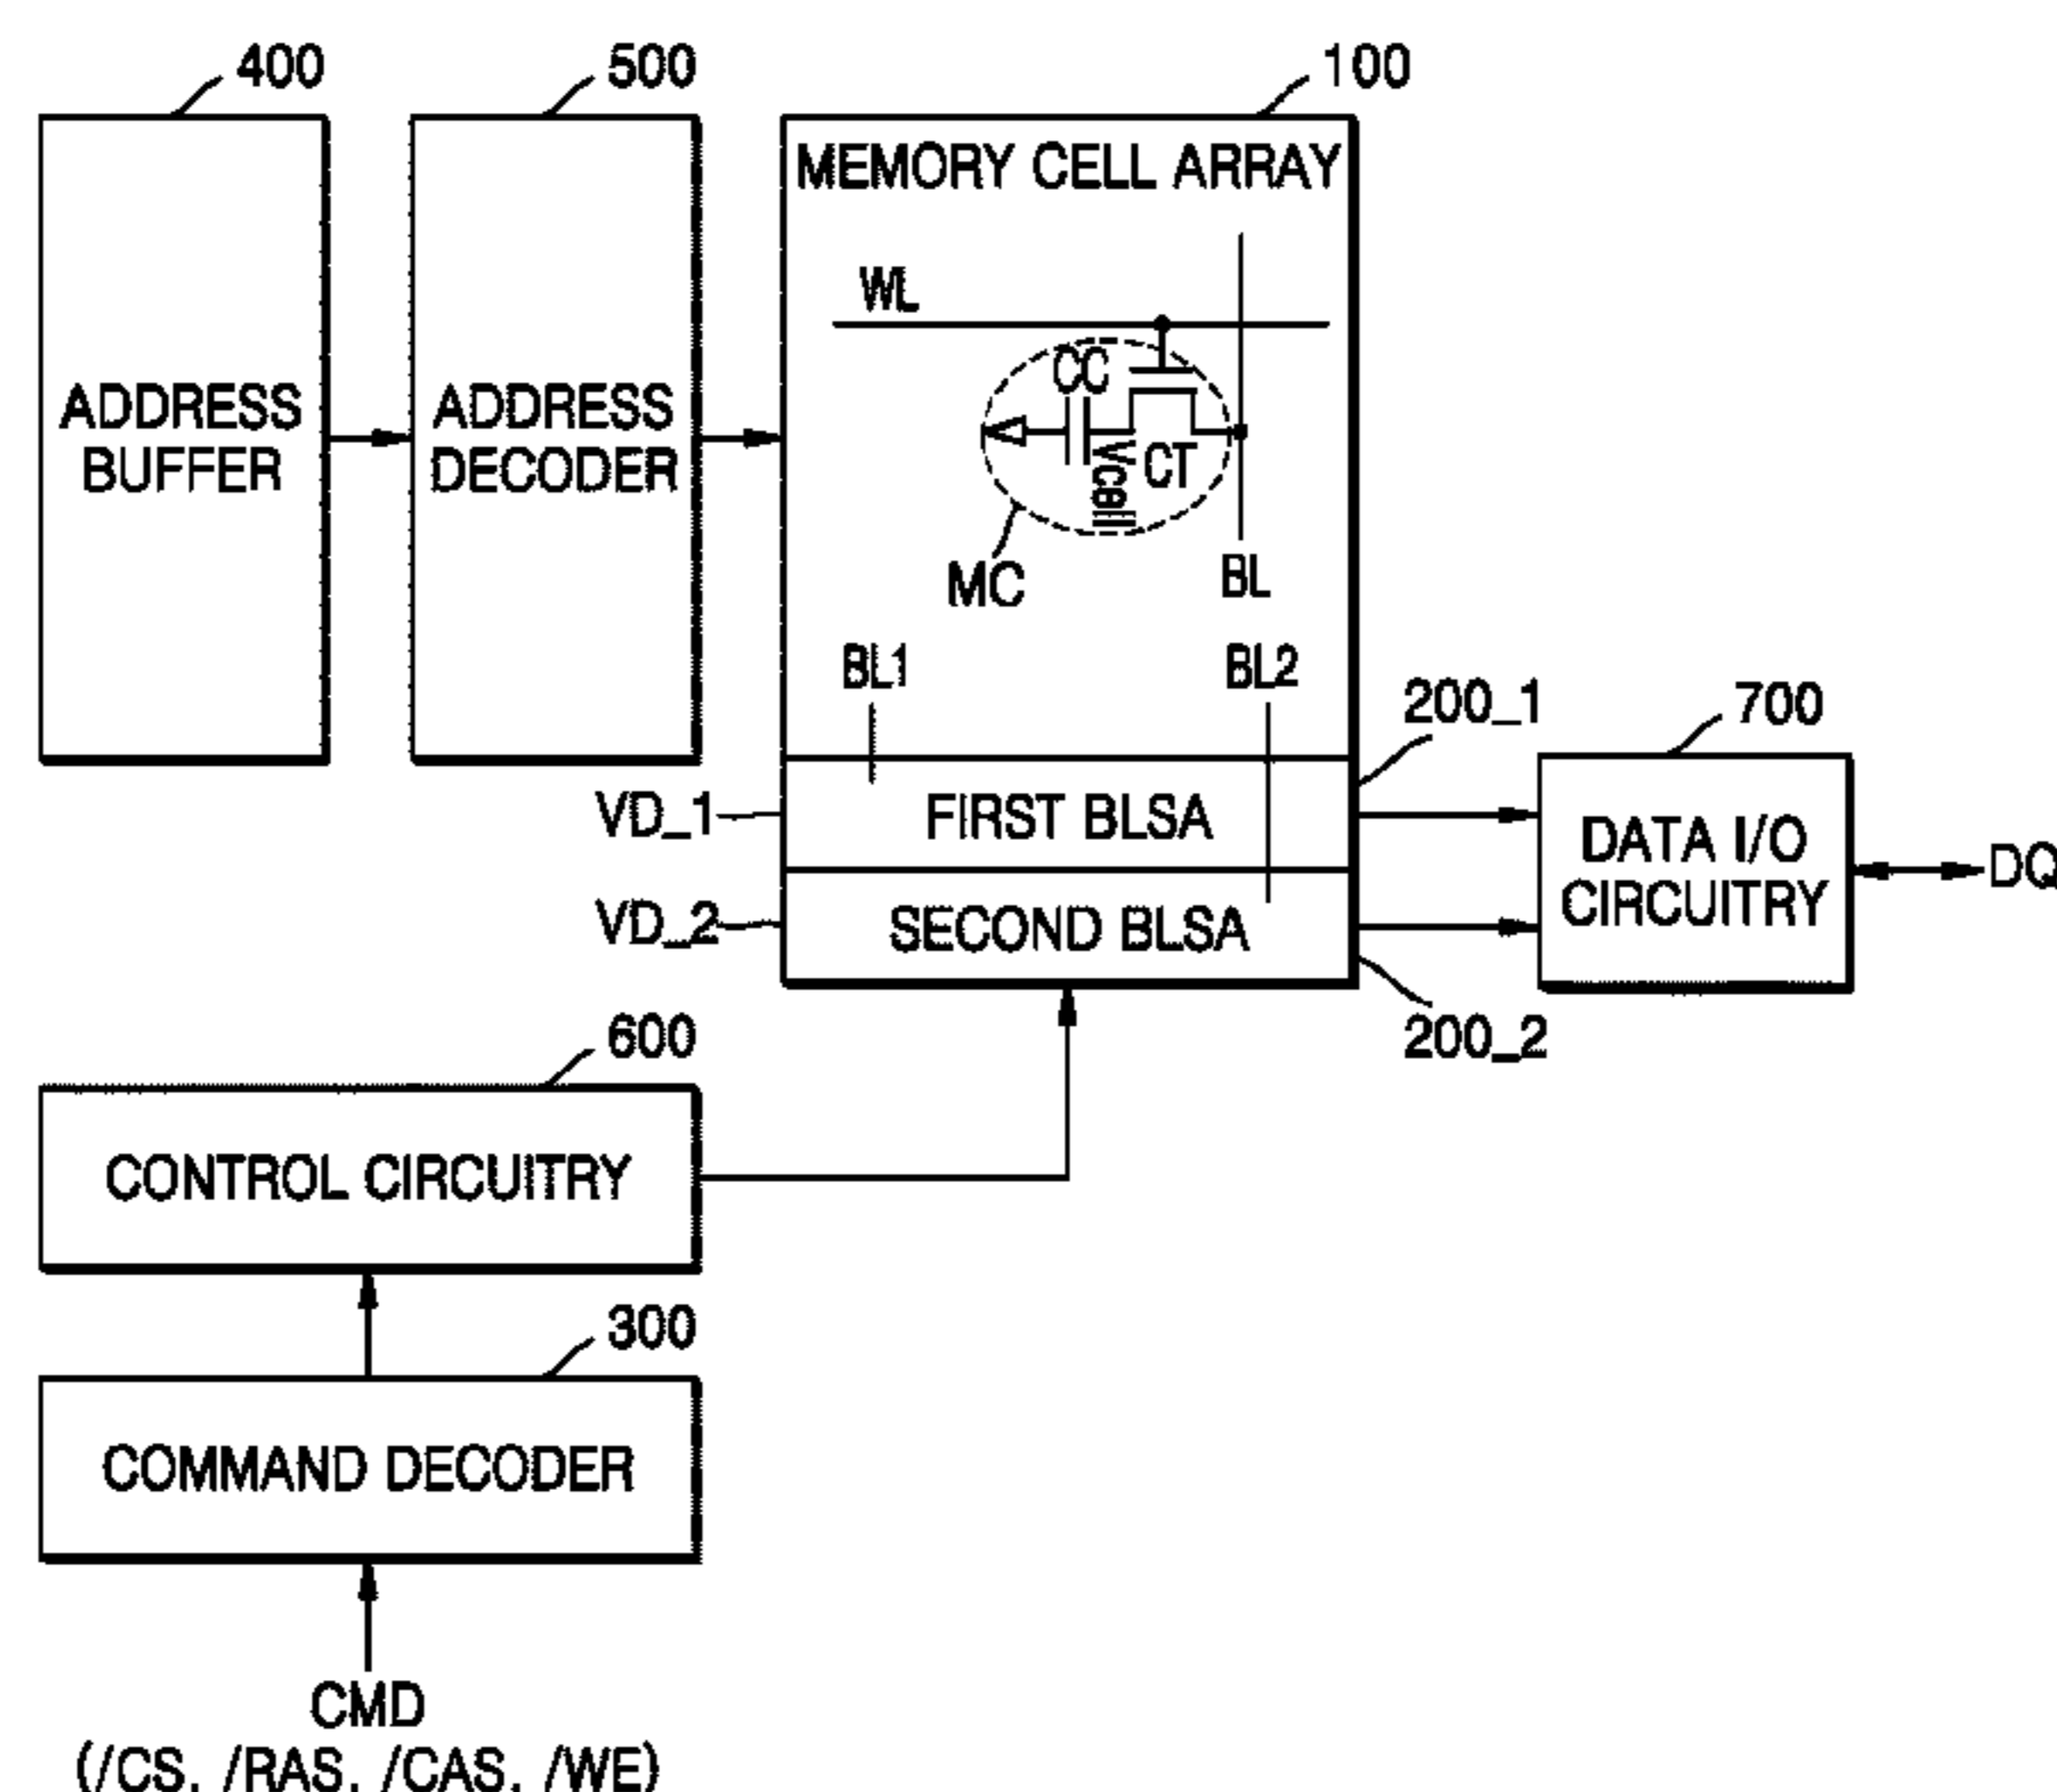 400
500
100
ADDRESS
BUFFER
ADDRESS
DECODER
MEMORY CELL ARRAY
WL
CC
Vcell
CT
MC
BL
BL1
BL2
200_1
700
VD_1
FIRST BLSA
DATA I/O
CIRCUITRY
DQ
VD_2
SECOND BLSA
200_2
600
CONTROL CIRCUITRY
300
COMMAND DECODER
CMD
(/CS, /RAS, /CAS, /WE)